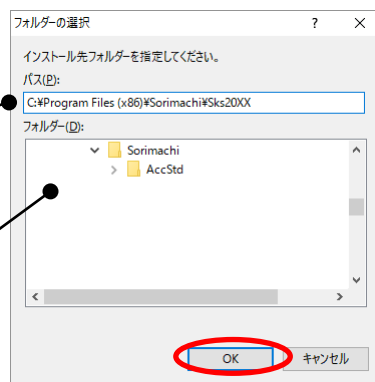 フォルダーの選択 ? ×
インストール先フォルダーを指定してください。
パス(P):
C:¥Program Files (x86)¥Sorimachi¥Sks20XX
フォルダー(D):
Sorimachi
AccStd
OK キャンセル